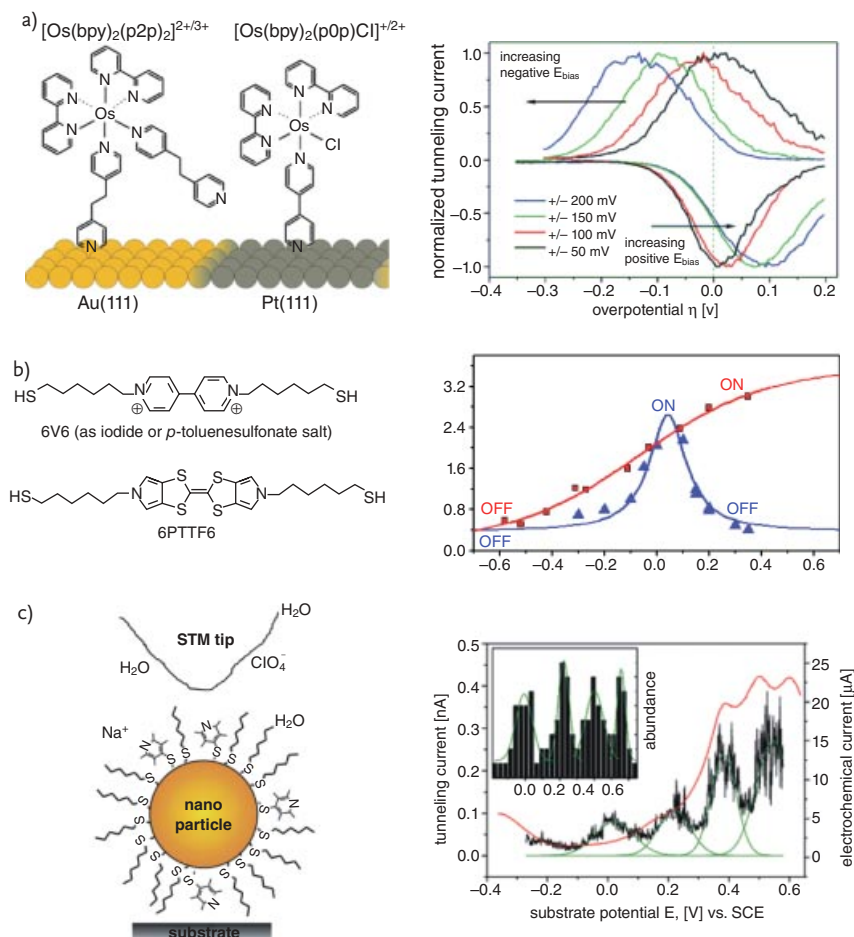 a)
[Os(bpy)₂(p2p)₂]²⁺/³⁺
[Os(bpy)₂(p0p)Cl]⁺/²⁺
N
N
Os
N
N
N
N
N
N
N
N
Os
N
N
Cl
N
N
Au(111)
Pt(111)
normalized tunneling current
1.0
0.5
0.0
−0.5
−1.0
increasing
negative E_bias
+/− 200 mV
+/− 150 mV
+/− 100 mV
+/− 50 mV
increasing
positive E_bias
−0.4 −0.3 −0.2 −0.1 0.0 0.1 0.2
overpotential η [v]
b)
HS N ⊕ N ⊕ SH
6V6 (as iodide or p-toluenesulfonate salt)
HS N S S S S N SH
6PTTF6
3.2
2.4
1.6
0.8
0.0
ON
ON
OFF
OFF
OFF
−0.6 −0.4 −0.2 0.0 0.2 0.4 0.6
c)
H₂O
STM tip
H₂O
ClO₄⁻
Na⁺
H₂O
N
N
N
N
S S S S S S S S S S S S S S
nano
particle
substrate
tunneling current [nA]
0.5
0.4
0.3
0.2
0.1
0.0
abundance
0.0 0.2 0.4 0.6
25
20
15
10
5
0
electrochemical current [μA]
−0.4 −0.2 0.0 0.2 0.4 0.6
substrate potential E, [V] vs. SCE